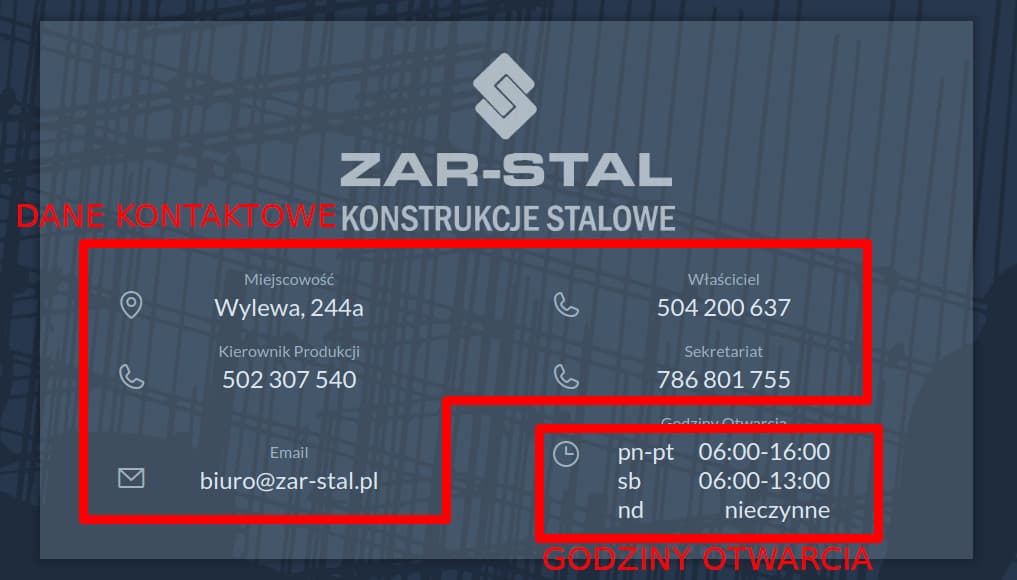 ZAR-STAL
DANE KONTAKTOWE
KONSTRUKCJE STALOWE
Miejscowość
Wylewa, 244a
Właściciel
504 200 637
Kierownik Produkcji
502 307 540
Sekretariat
786 801 755
Email
biuro@zar-stal.pl
Godziny Otwarcia
pn-pt 06:00-16:00
sb 06:00-13:00
nd nieczynne
GODZINY OTWARCIA